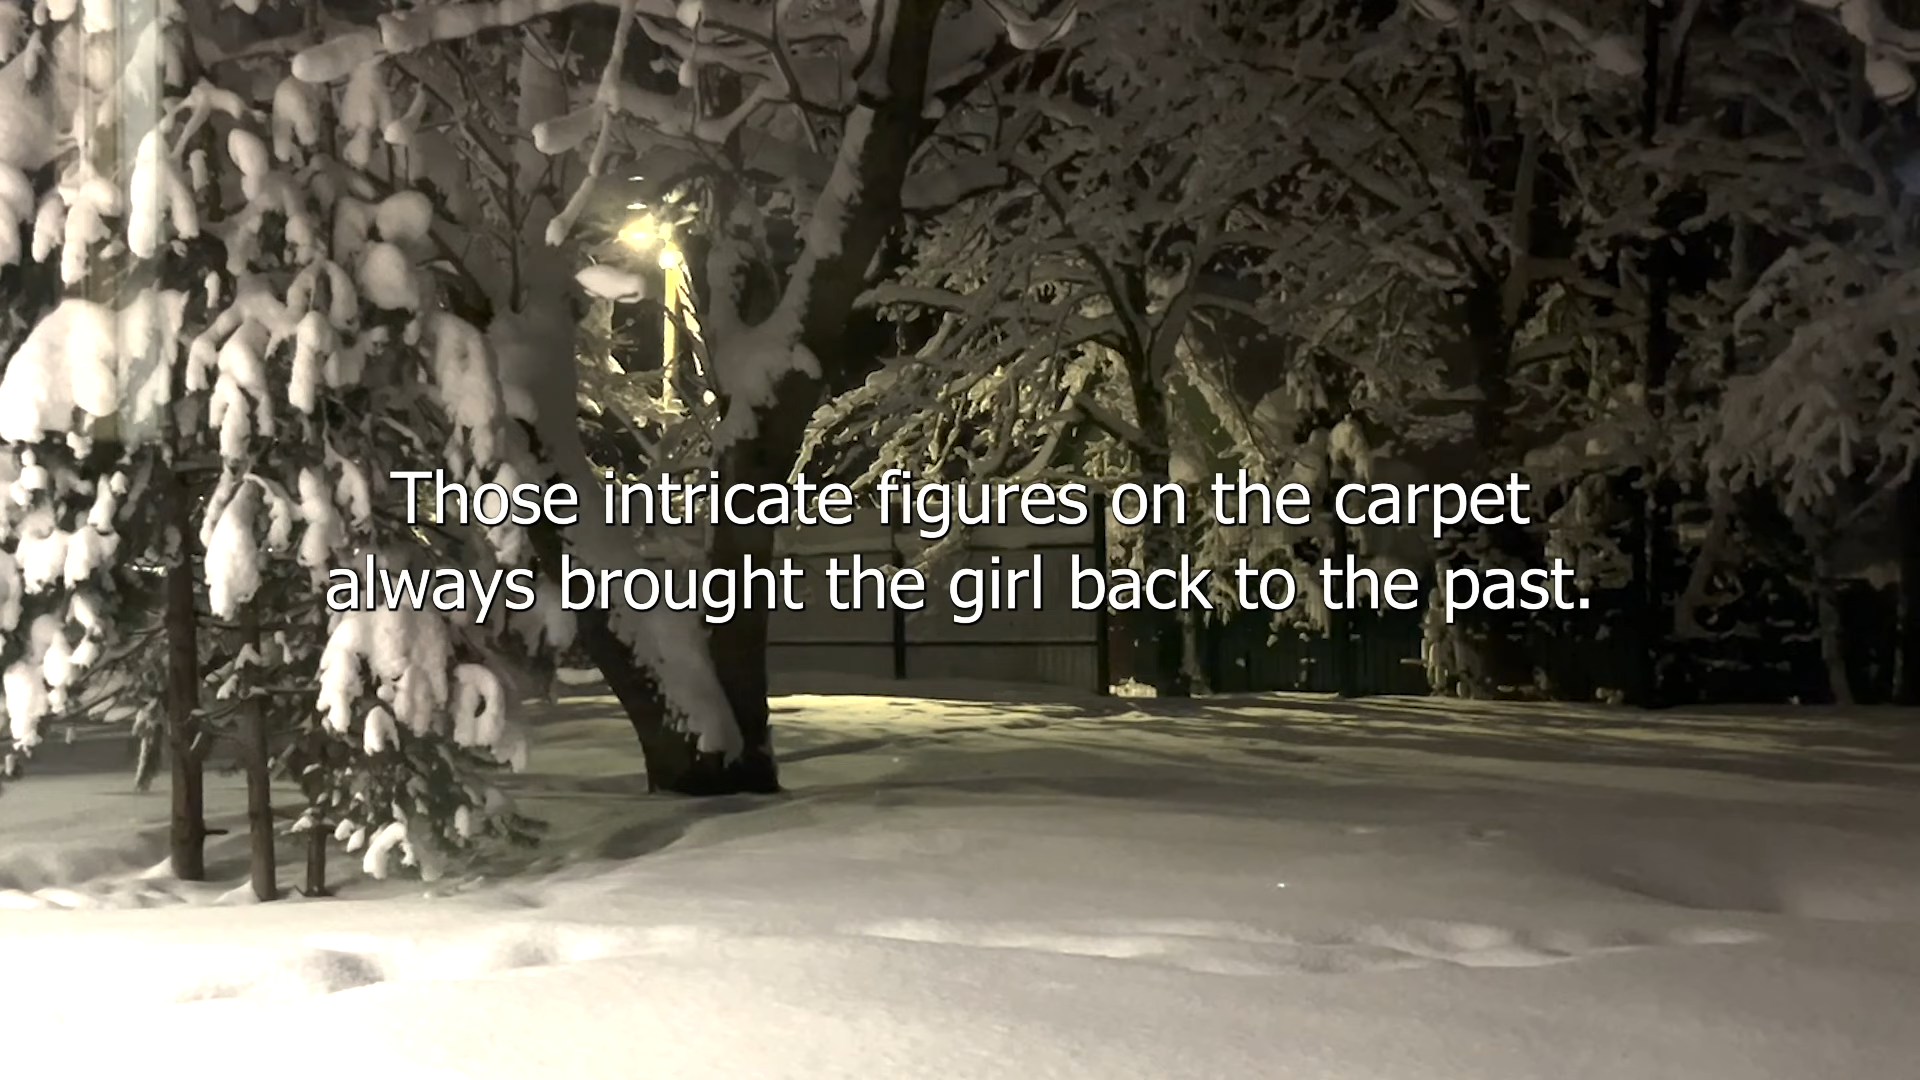 Those intricate figures on the carpet
always brought the girl back to the past.